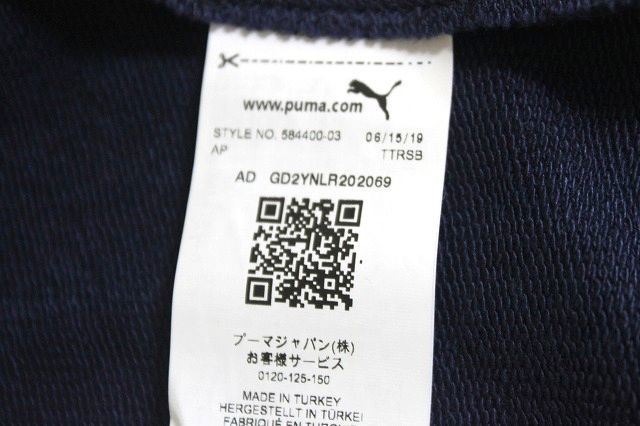 www.puma.com
STYLE NO. 584400-03 06/15/19
AP TTRSB
AD GD2YNLR202069
プーマジャパン(株)
お客様サービス
0120-125-150
MADE IN TURKEY
HERGESTELLT IN TÜRKEI
FABRIQUÉ EN